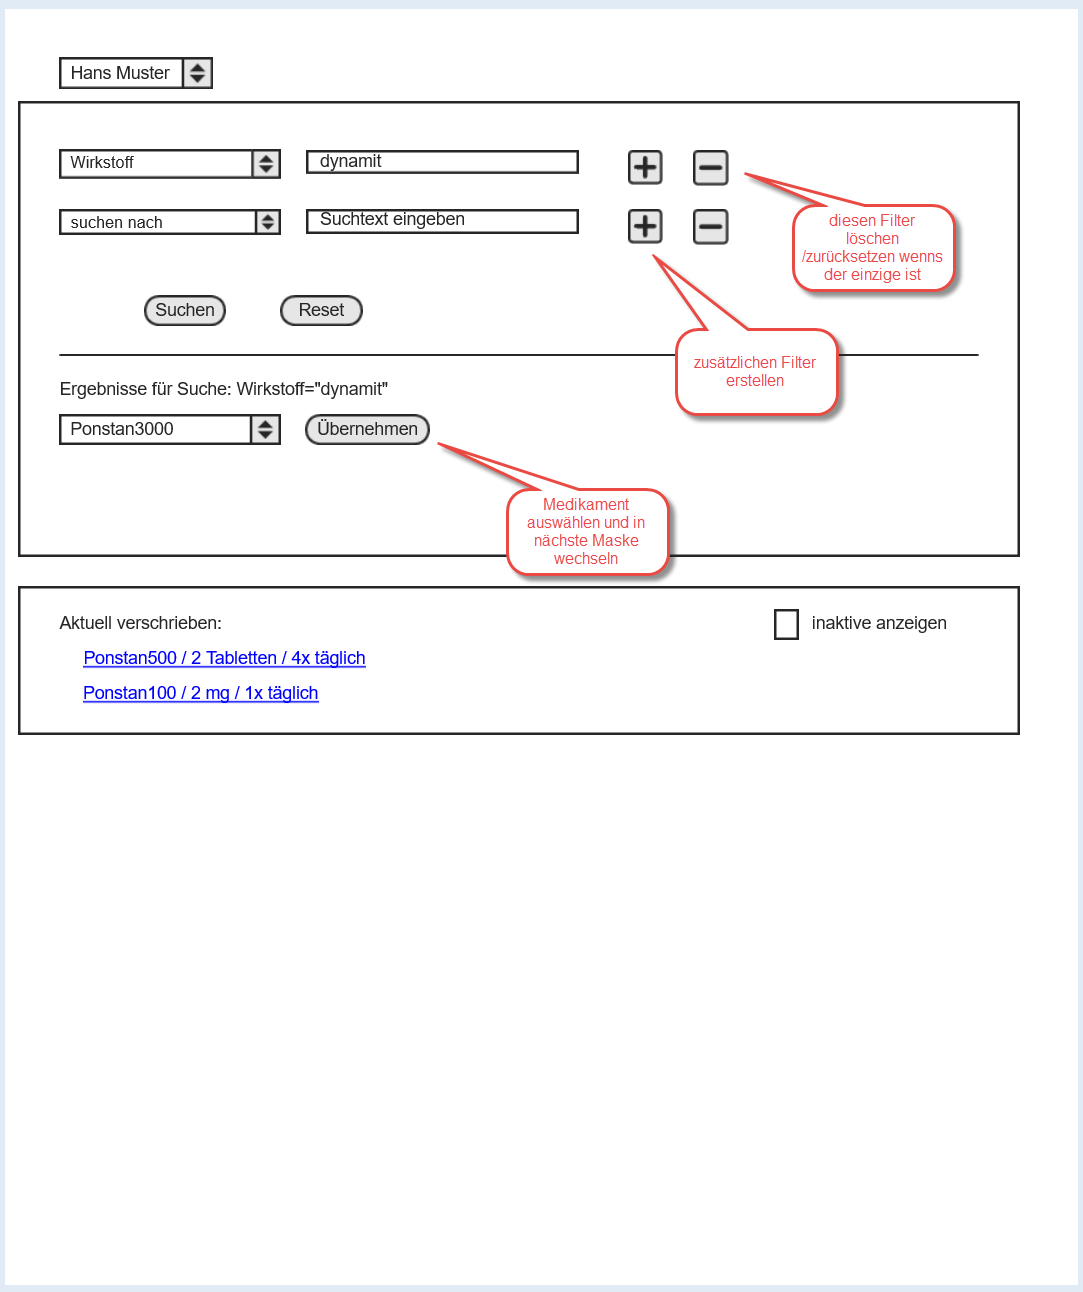 Hans Muster
Wirkstoff
dynamit
suchen nach
Suchtext eingeben
diesen Filter
löschen
/zurücksetzen wenns
der einzige ist
Suchen
Reset
zusätzlichen Filter
erstellen
Ergebnisse für Suche: Wirkstoff="dynamit"
Ponstan3000
Übernehmen
Medikament
auswählen und in
nächste Maske
wechseln
Aktuell verschrieben:
inaktive anzeigen
Ponstan500 / 2 Tabletten / 4x täglich
Ponstan100 / 2 mg / 1x täglich